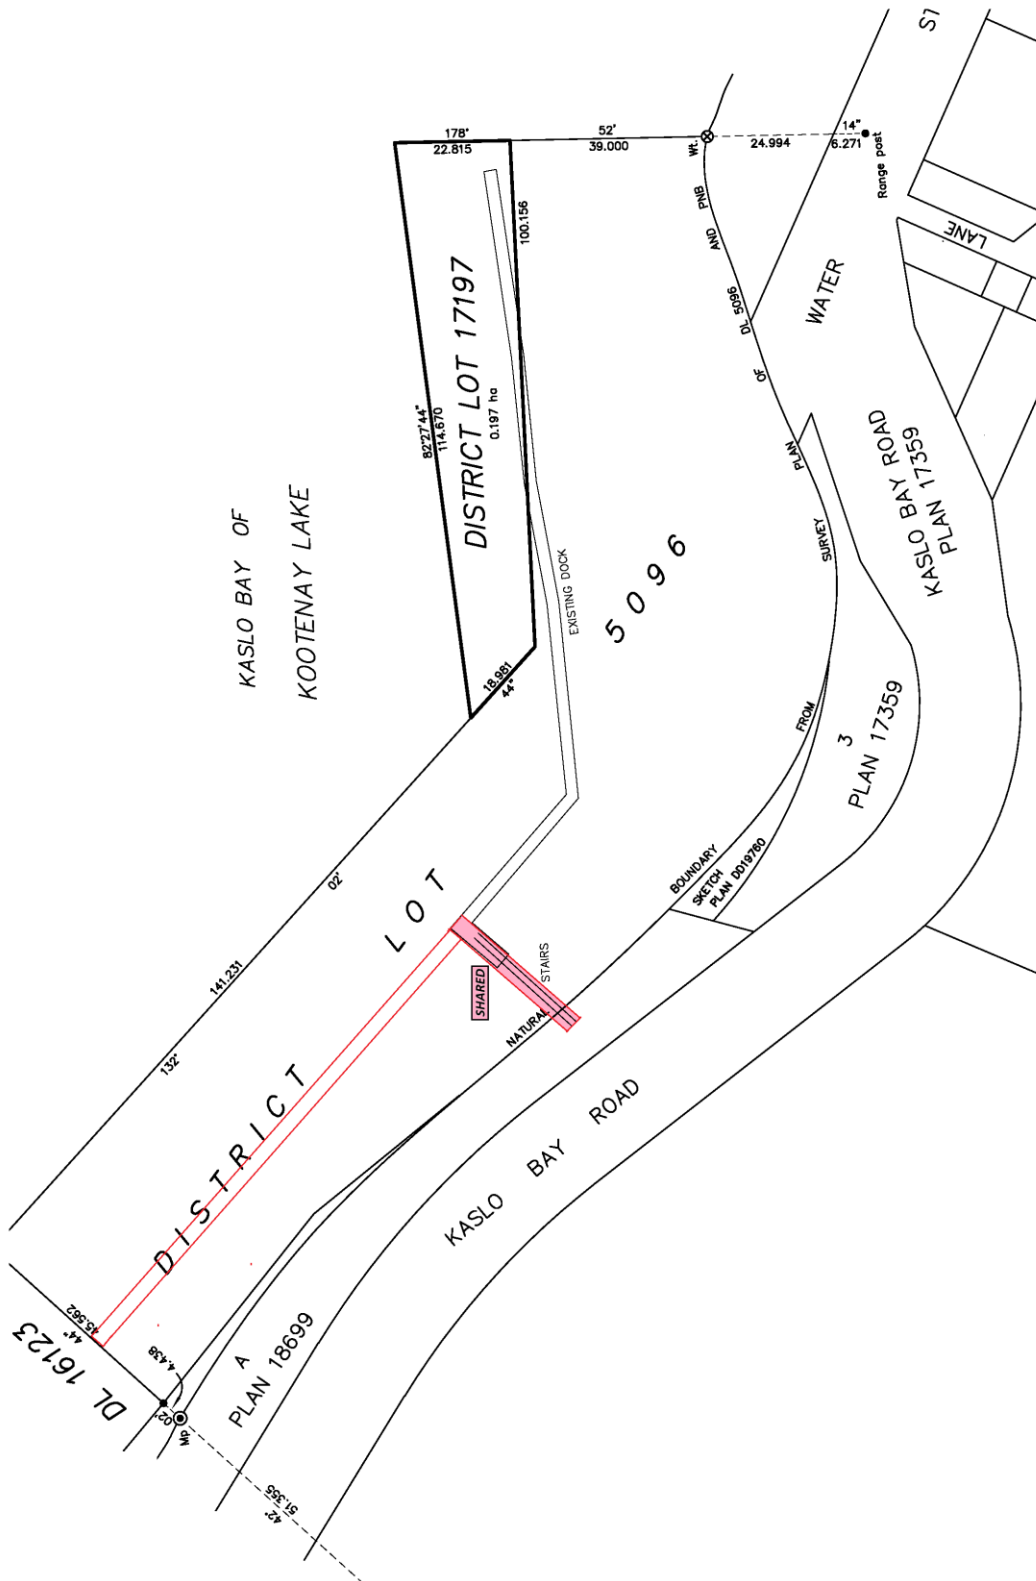 ST
178'
22.815
52'
39.000
Wt.
24.994
14"
6.271
Range post
LANE
100.156
DISTRICT LOT 17197
0.197 ha
82°27'44"
114.670
18.981
44"
KASLO BAY OF
KOOTENAY LAKE
EXISTING DOCK
5096
WATER
NATURAL BOUNDARY FROM SURVEY PLAN OF DL 5096 AND PNB
KASLO BAY ROAD
PLAN 17359
3
PLAN 17359
SKETCH
PLAN DD19760
02'
141.231
132'
DISTRICT LOT
SHARED
STAIRS
KASLO BAY ROAD
DL 16123
45.562
44"
4.438
02"
Mp
A
PLAN 18699
51.355
42'